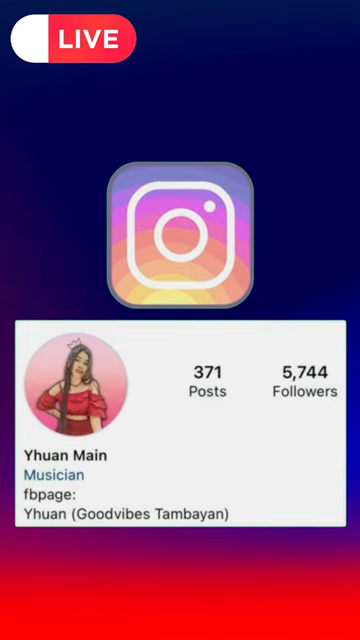 LIVE
371
Posts
5,744
Followers
Yhuan Main
Musician
fbpage:
Yhuan (Goodvibes Tambayan)